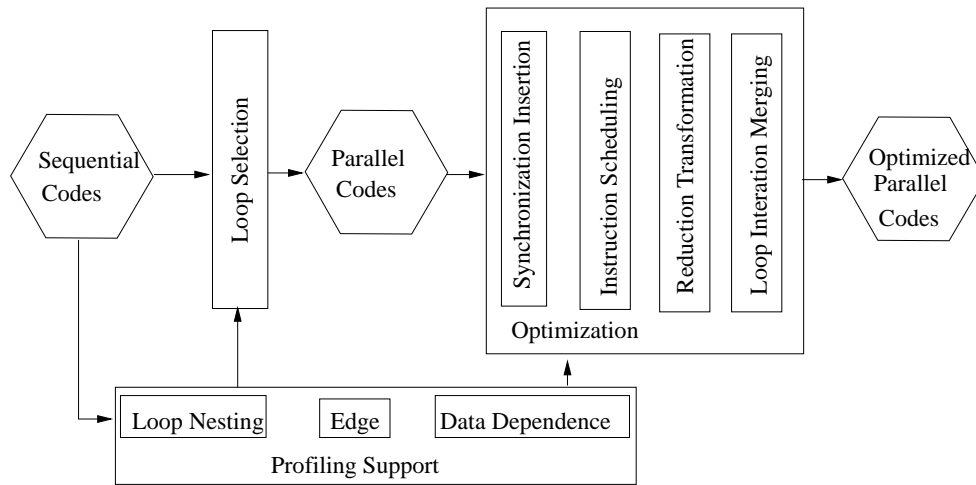 Sequential
Codes
Loop Selection
Parallel
Codes
Synchronization Insertion
Instruction Scheduling
Reduction Transformation
Loop Interation Merging
Optimization
Optimized
Parallel
Codes
Loop Nesting
Edge
Data Dependence
Profiling Support